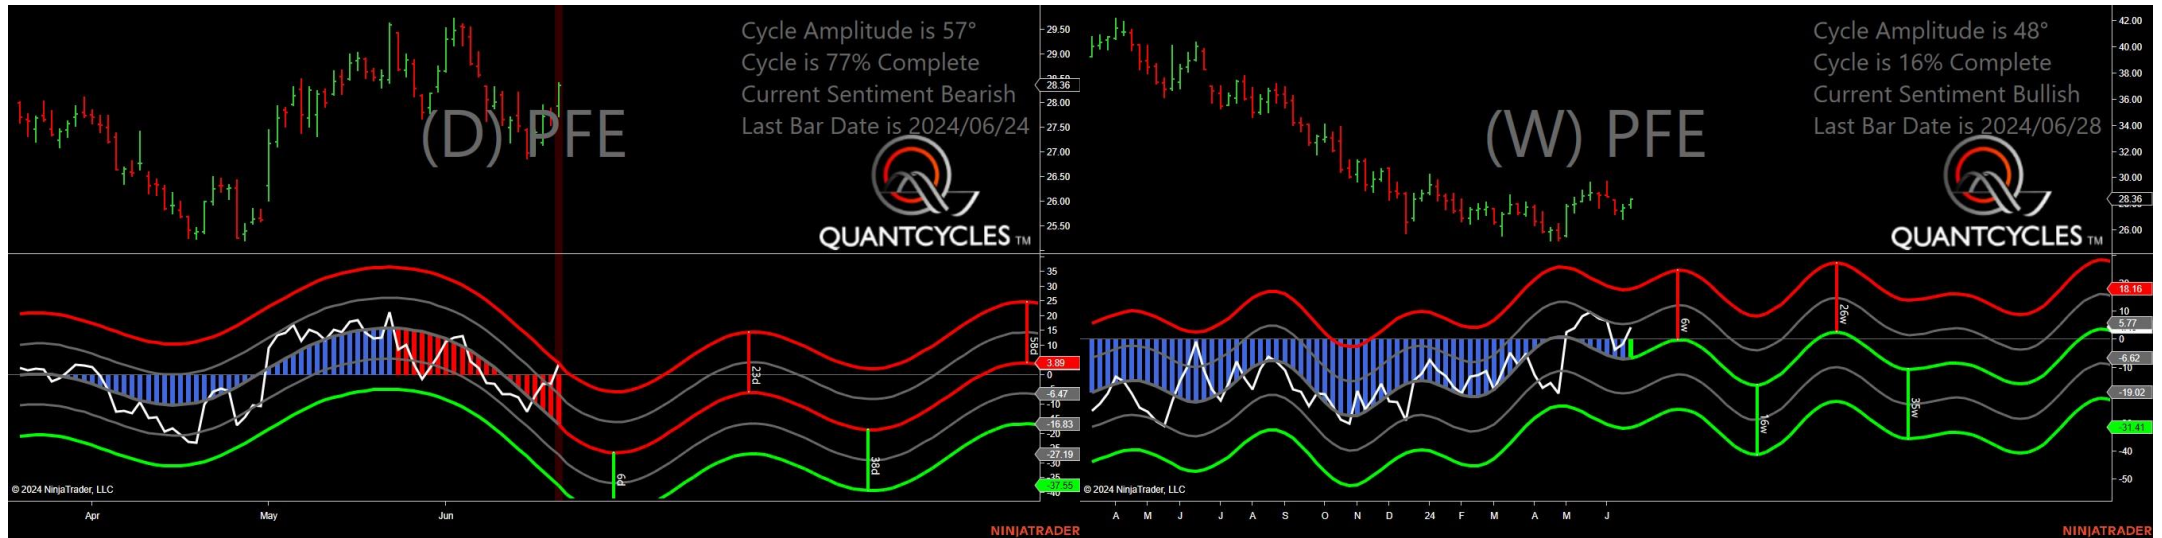 Cycle Amplitude is 57°
Cycle is 77% Complete
Current Sentiment Bearish
Last Bar Date is 2024/06/24
(D) PFE
QUANTCYCLES TM
29.50
29.00
28.36
28.00
27.50
27.00
26.50
26.00
25.50
35
30
25
20
15
10
3.89
0
-6.47
-10
-16.83
-20
-27.19
-30
-37.55
23d
58d
38d
6d
© 2024 NinjaTrader, LLC
Apr
May
Jun
NINJATRADER
Cycle Amplitude is 48°
Cycle is 16% Complete
Current Sentiment Bullish
Last Bar Date is 2024/06/28
(W) PFE
QUANTCYCLES TM
42.00
40.00
38.00
36.00
34.00
32.00
30.00
28.36
26.00
18.16
5.77
0
-6.62
-10
-19.02
-31.41
-40
-50
6w
26w
16w
35w
© 2024 NinjaTrader, LLC
A M J J A S O N D 24 F M A M J
NINJATRADER